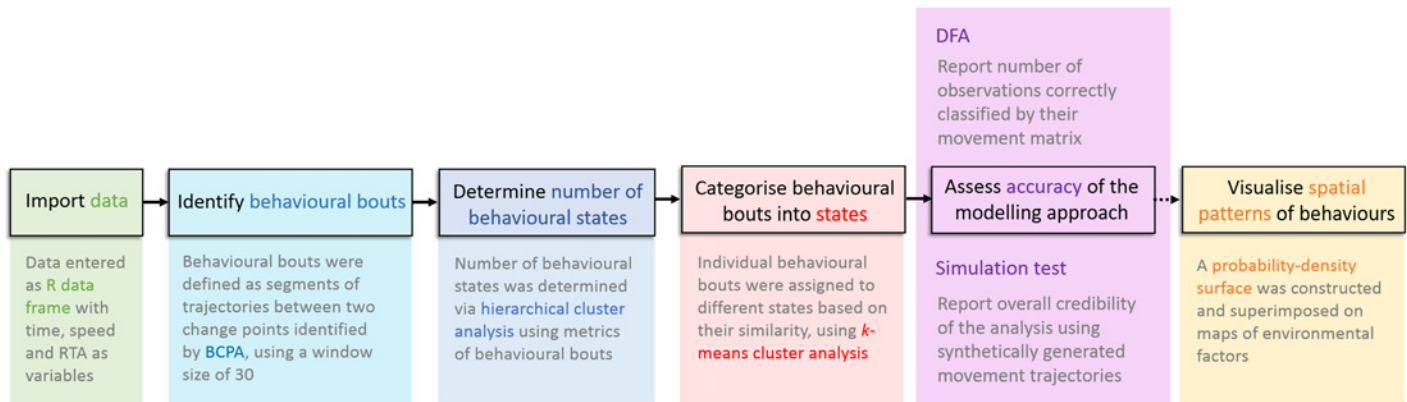 Import data
Data entered
as R data
frame with
time, speed
and RTA as
variables
Identify behavioural bouts
Behavioural bouts were
defined as segments of
trajectories between two
change points identified
by BCPA, using a window
size of 30
Determine number of
behavioural states
Number of behavioural
states was determined
via hierarchical cluster
analysis using metrics
of behavioural bouts
Categorise behavioural
bouts into states
Individual behavioural
bouts were assigned to
different states based on
their similarity, using k-
means cluster analysis
DFA
Report number of
observations correctly
classified by their
movement matrix
Assess accuracy of the
modelling approach
Simulation test
Report overall credibility
of the analysis using
synthetically generated
movement trajectories
Visualise spatial
patterns of behaviours
A probability-density
surface was constructed
and superimposed on
maps of environmental
factors